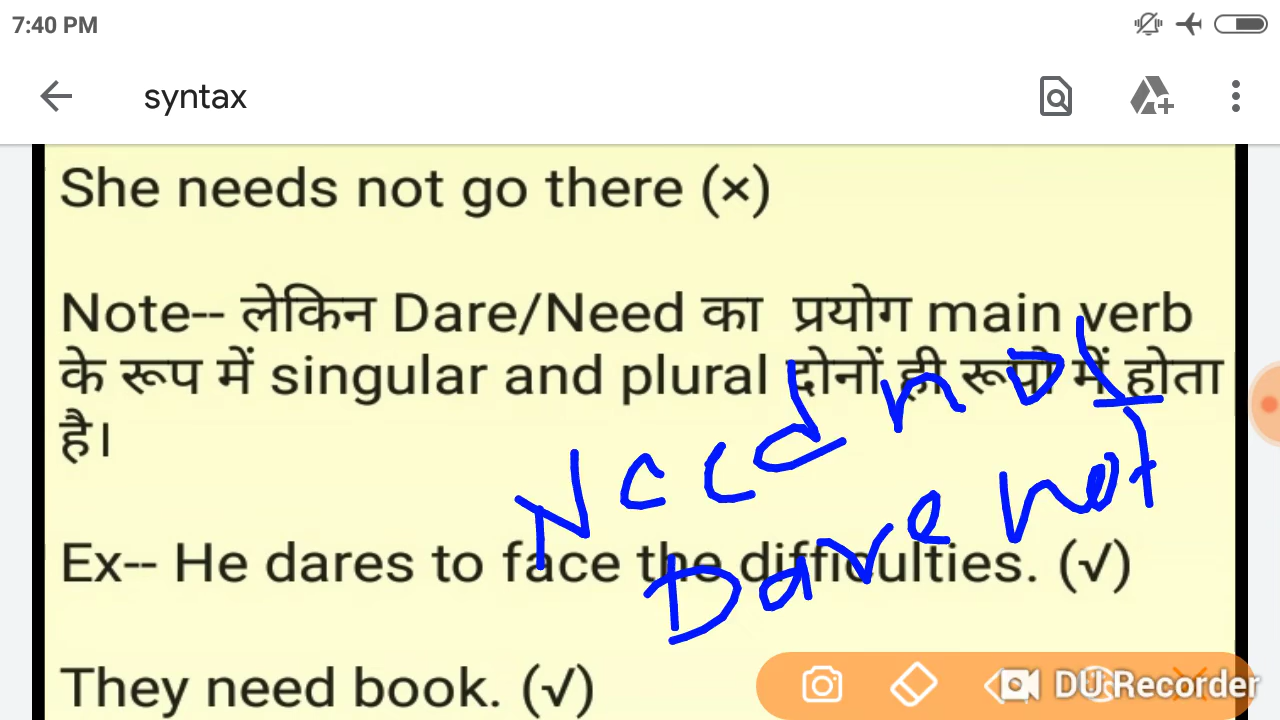 7:40 PM
syntax
She needs not go there (×)
Note-- लेकिन Dare/Need का प्रयोग main verb
के रूप में singular and plural दोनों ही रूपों में होता
है।
Need not
Dare not
Ex-- He dares to face the difficulties. (√)
They need book. (√)
DU Recorder